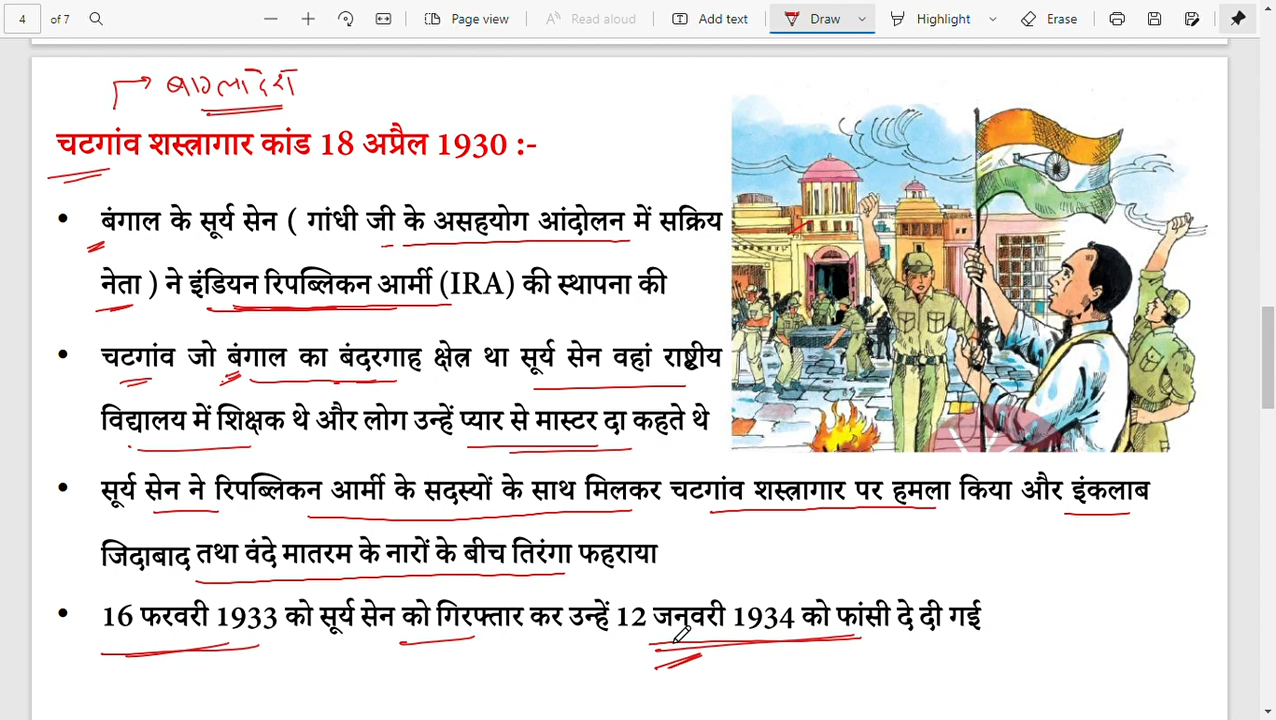 4 of 7 Page view Read aloud Add text Draw Highlight Erase
बांग्लादेश
चटगांव शस्त्रागार कांड 18 अप्रैल 1930 :-
• बंगाल के सूर्य सेन ( गांधी जी के असहयोग आंदोलन में सक्रिय
नेता ) ने इंडियन रिपब्लिकन आर्मी (IRA) की स्थापना की
• चटगांव जो बंगाल का बंदरगाह क्षेत्र था सूर्य सेन वहां राष्ट्रीय
विद्यालय में शिक्षक थे और लोग उन्हें प्यार से मास्टर दा कहते थे
• सूर्य सेन ने रिपब्लिकन आर्मी के सदस्यों के साथ मिलकर चटगांव शस्त्रागार पर हमला किया और इंकलाब
जिदाबाद तथा वंदे मातरम के नारों के बीच तिरंगा फहराया
• 16 फरवरी 1933 को सूर्य सेन को गिरफ्तार कर उन्हें 12 जनवरी 1934 को फांसी दे दी गई